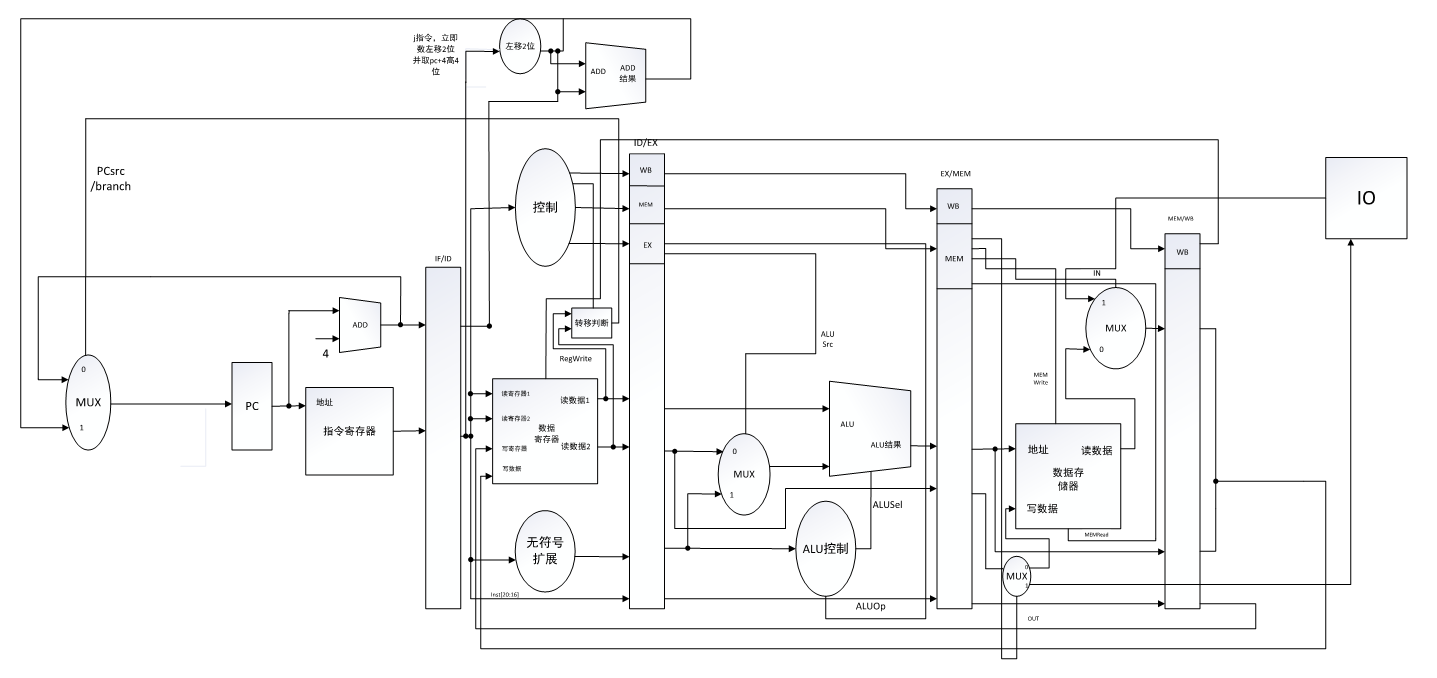 j指令，立即
数左移2位
并取pc+4高4
位
左移2位
ADD
ADD
结果
PCsrc
/branch
ID/EX
WB
MEM
EX
控制
EX/MEM
WB
MEM
MEM/WB
WB
IO
IN
1
MUX
0
IF/ID
ADD
4
转移判断
RegWrite
ALU
Src
0
MUX
1
PC
地址
指令寄存器
读寄存器1
读数据1
读寄存器2
数据
寄存器
读数据2
写寄存器
写数据
MEM
Write
ALU
ALU结果
0
MUX
1
ALUSel
地址
读数据
数据存
储器
写数据
MEMRead
无符号
扩展
ALU控制
0
MUX
1
Inst[20:16]
ALUOp
OUT